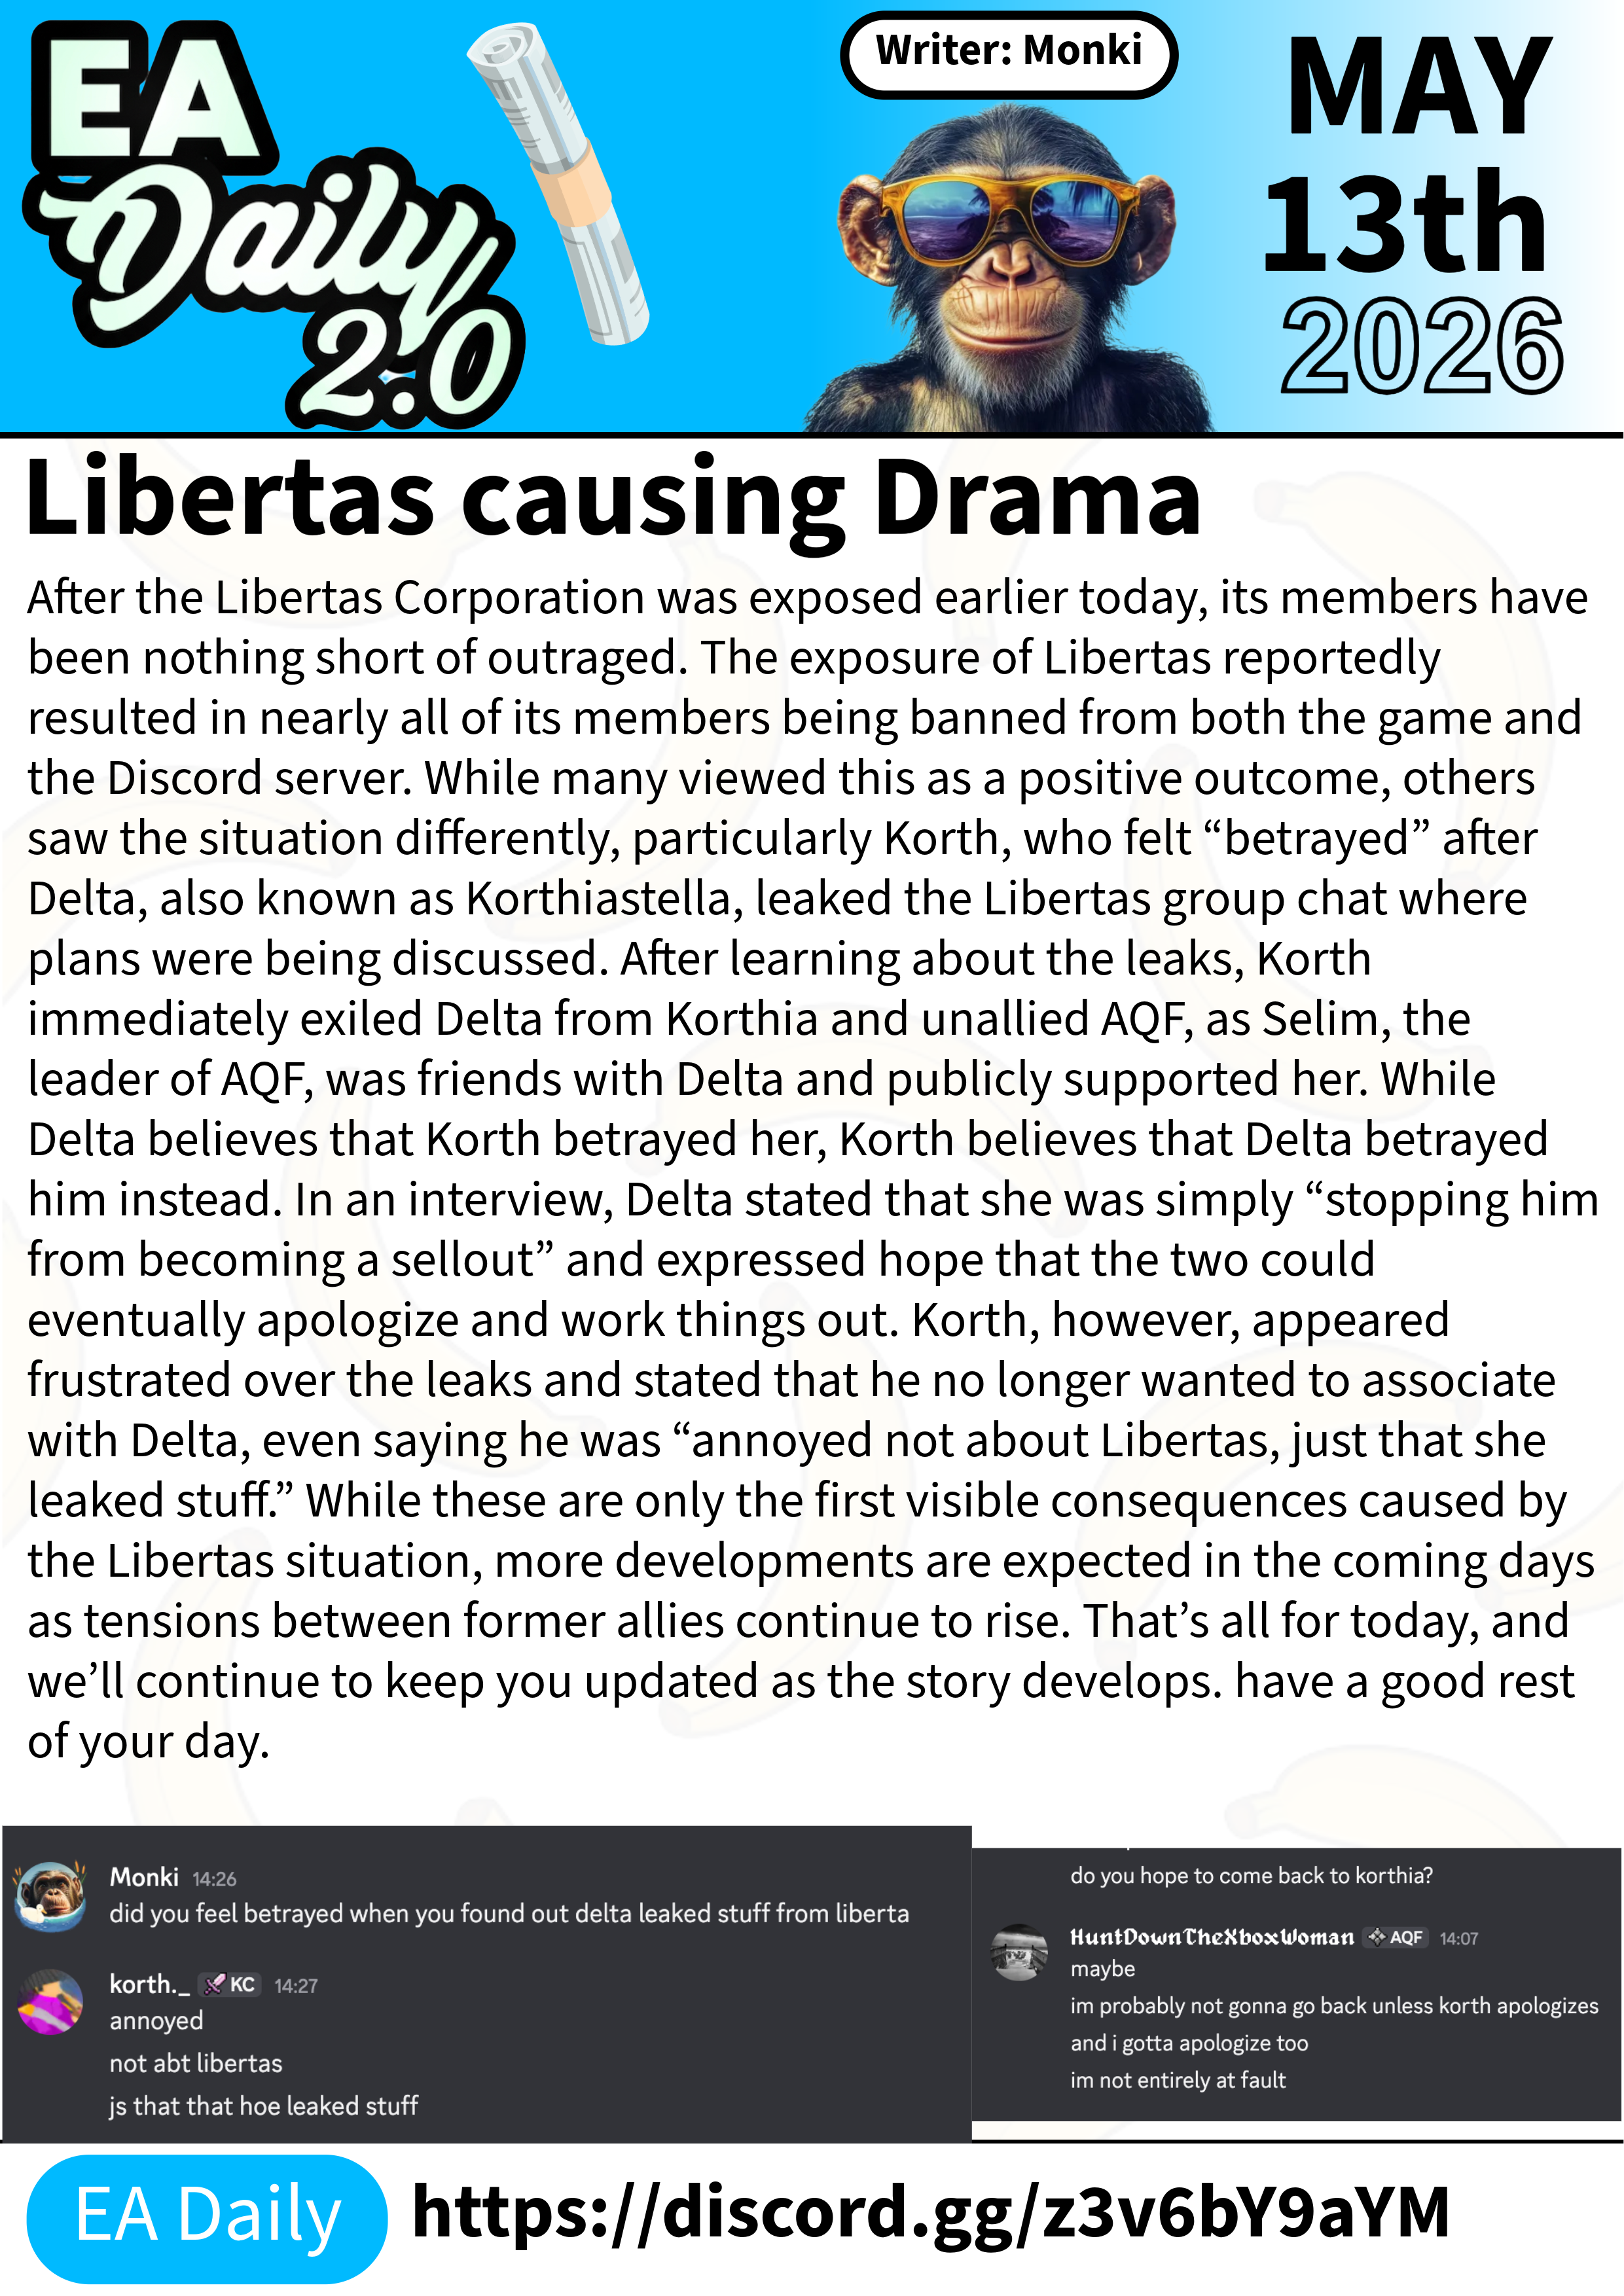 EA
Daily
2.0
Writer: Monki
MAY
13th
2026
Libertas causing Drama
After the Libertas Corporation was exposed earlier today, its members have
been nothing short of outraged. The exposure of Libertas reportedly
resulted in nearly all of its members being banned from both the game and
the Discord server. While many viewed this as a positive outcome, others
saw the situation differently, particularly Korth, who felt “betrayed” after
Delta, also known as Korthiastella, leaked the Libertas group chat where
plans were being discussed. After learning about the leaks, Korth
immediately exiled Delta from Korthia and unallied AQF, as Selim, the
leader of AQF, was friends with Delta and publicly supported her. While
Delta believes that Korth betrayed her, Korth believes that Delta betrayed
him instead. In an interview, Delta stated that she was simply “stopping him
from becoming a sellout” and expressed hope that the two could
eventually apologize and work things out. Korth, however, appeared
frustrated over the leaks and stated that he no longer wanted to associate
with Delta, even saying he was “annoyed not about Libertas, just that she
leaked stuff.” While these are only the first visible consequences caused by
the Libertas situation, more developments are expected in the coming days
as tensions between former allies continue to rise. That’s all for today, and
we’ll continue to keep you updated as the story develops. have a good rest
of your day.
Monki 14:26
did you feel betrayed when you found out delta leaked stuff from liberta
korth._ KC 14:27
annoyed
not abt libertas
js that that hoe leaked stuff
do you hope to come back to korthia?
HuntDownTheXboxWoman AQF 14:07
maybe
im probably not gonna go back unless korth apologizes
and i gotta apologize too
im not entirely at fault
EA Daily
https://discord.gg/z3v6bY9aYM